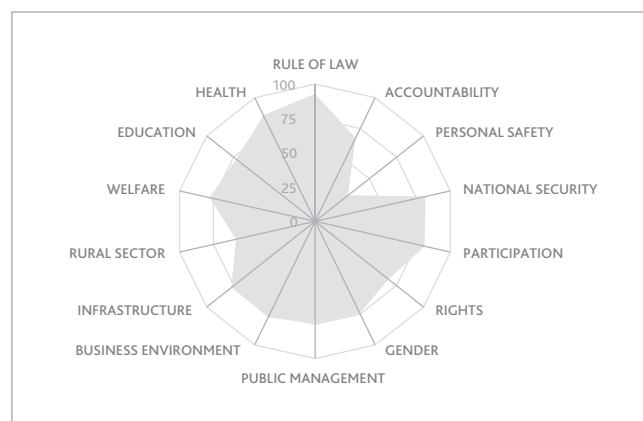 RULE OF LAW
HEALTH
100
ACCOUNTABILITY
75
EDUCATION
PERSONAL SAFETY
50
WELFARE
25
NATIONAL SECURITY
0
RURAL SECTOR
PARTICIPATION
INFRASTRUCTURE
RIGHTS
BUSINESS ENVIRONMENT
GENDER
PUBLIC MANAGEMENT